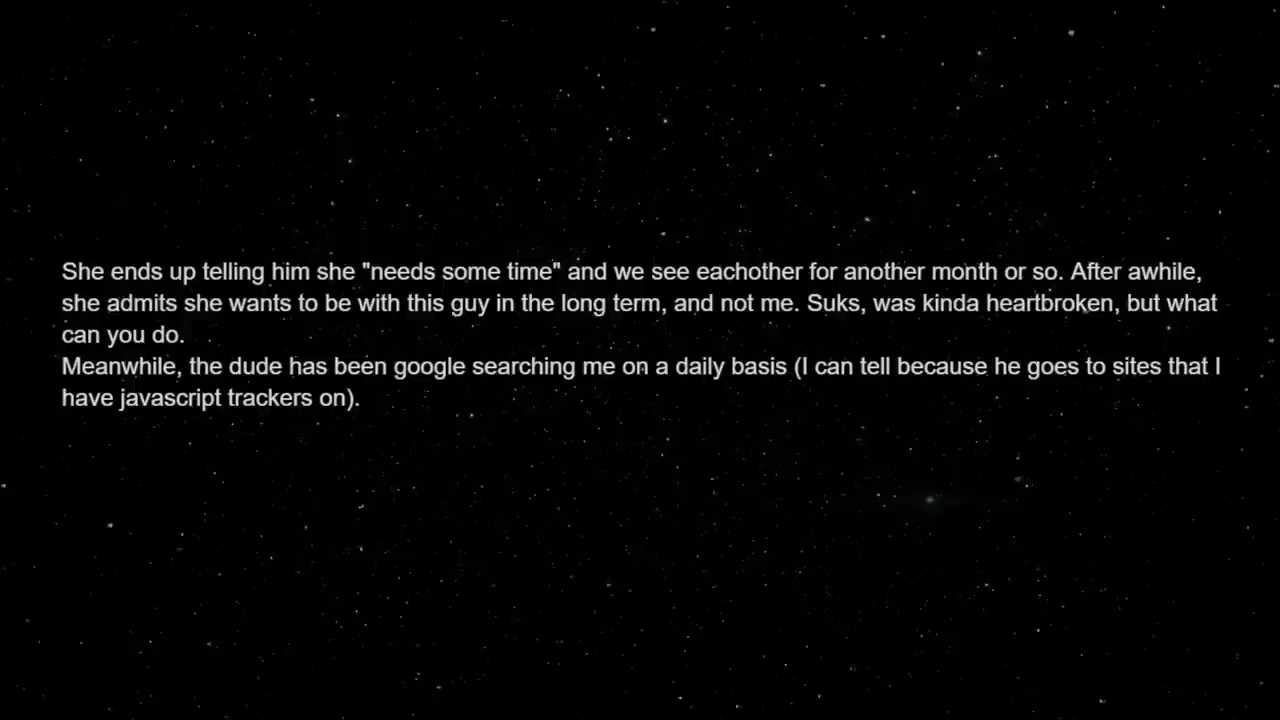 She ends up telling him she "needs some time" and we see eachother for another month or so. After awhile,
she admits she wants to be with this guy in the long term, and not me. Suks, was kinda heartbroken, but what
can you do.
Meanwhile, the dude has been google searching me on a daily basis (I can tell because he goes to sites that I
have javascript trackers on).